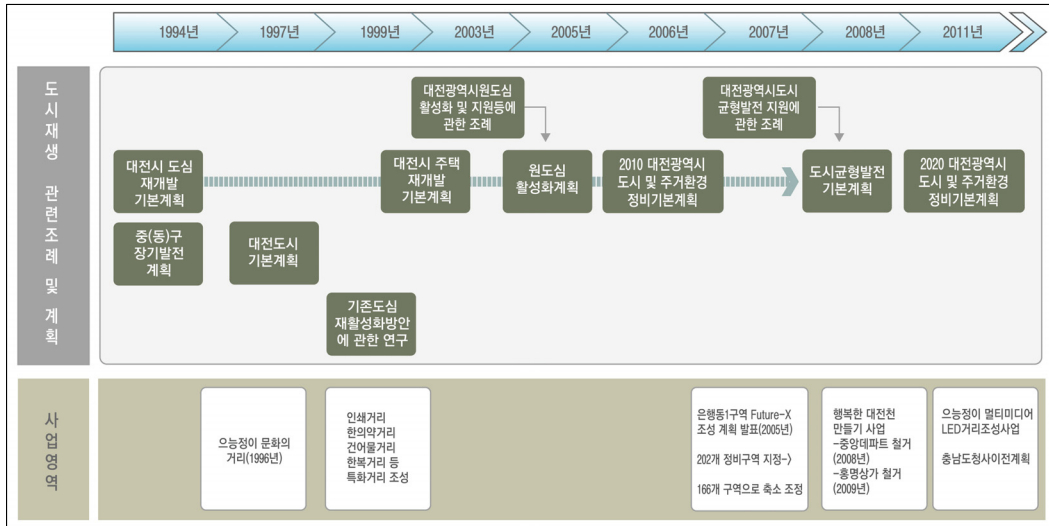 1994년
1997년
1999년
2003년
2005년
2006년
2007년
2008년
2011년
도시재생 관련조례 및 계획
대전광역시원도심
활성화 및 지원등에
관한 조례
대전광역시도시
균형발전 지원에
관한 조례
대전시 도심
재개발
기본계획
대전시 주택
재개발
기본계획
원도심
활성화계획
2010 대전광역시
도시 및 주거환경
정비기본계획
도시균형발전
기본계획
2020 대전광역시
도시 및 주거환경
정비기본계획
중(동)구
장기발전
계획
대전도시
기본계획
기존도심
재활성화방안
에 관한 연구
사업영역
으능정이 문화의
거리(1996년)
인쇄거리
한의약거리
건어물거리
한복거리 등
특화거리 조성
은행동1구역 Future-X
조성 계획 발표(2005년)
202개 정비구역 지정->
166개 구역으로 축소 조정
행복한 대전천
만들기 사업
-중앙데파트 철거
(2008년)
-홍명상가 철거
(2009년)
으능정이 멀티미디어
LED거리조성사업
충남도청사이전계획